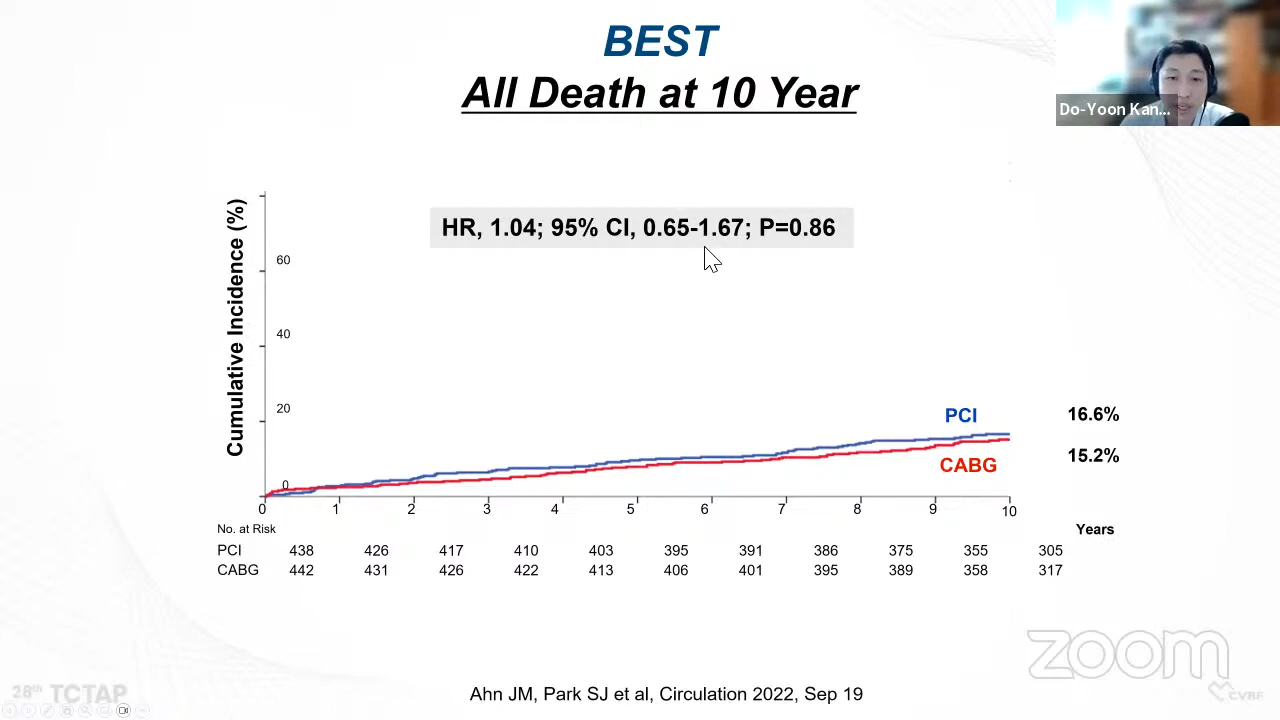 BEST
All Death at 10 Year
Do-Yoon Kan...
Cumulative Incidence (%)
HR, 1.04; 95% CI, 0.65-1.67; P=0.86
60
40
20
0
PCI
16.6%
CABG
15.2%
0 1 2 3 4 5 6 7 8 9 10
No. at Risk
Years
PCI 438 426 417 410 403 395 391 386 375 355 305
CABG 442 431 426 422 413 406 401 395 389 358 317
zoom
28th TCTAP
CVRF
Ahn JM, Park SJ et al, Circulation 2022, Sep 19